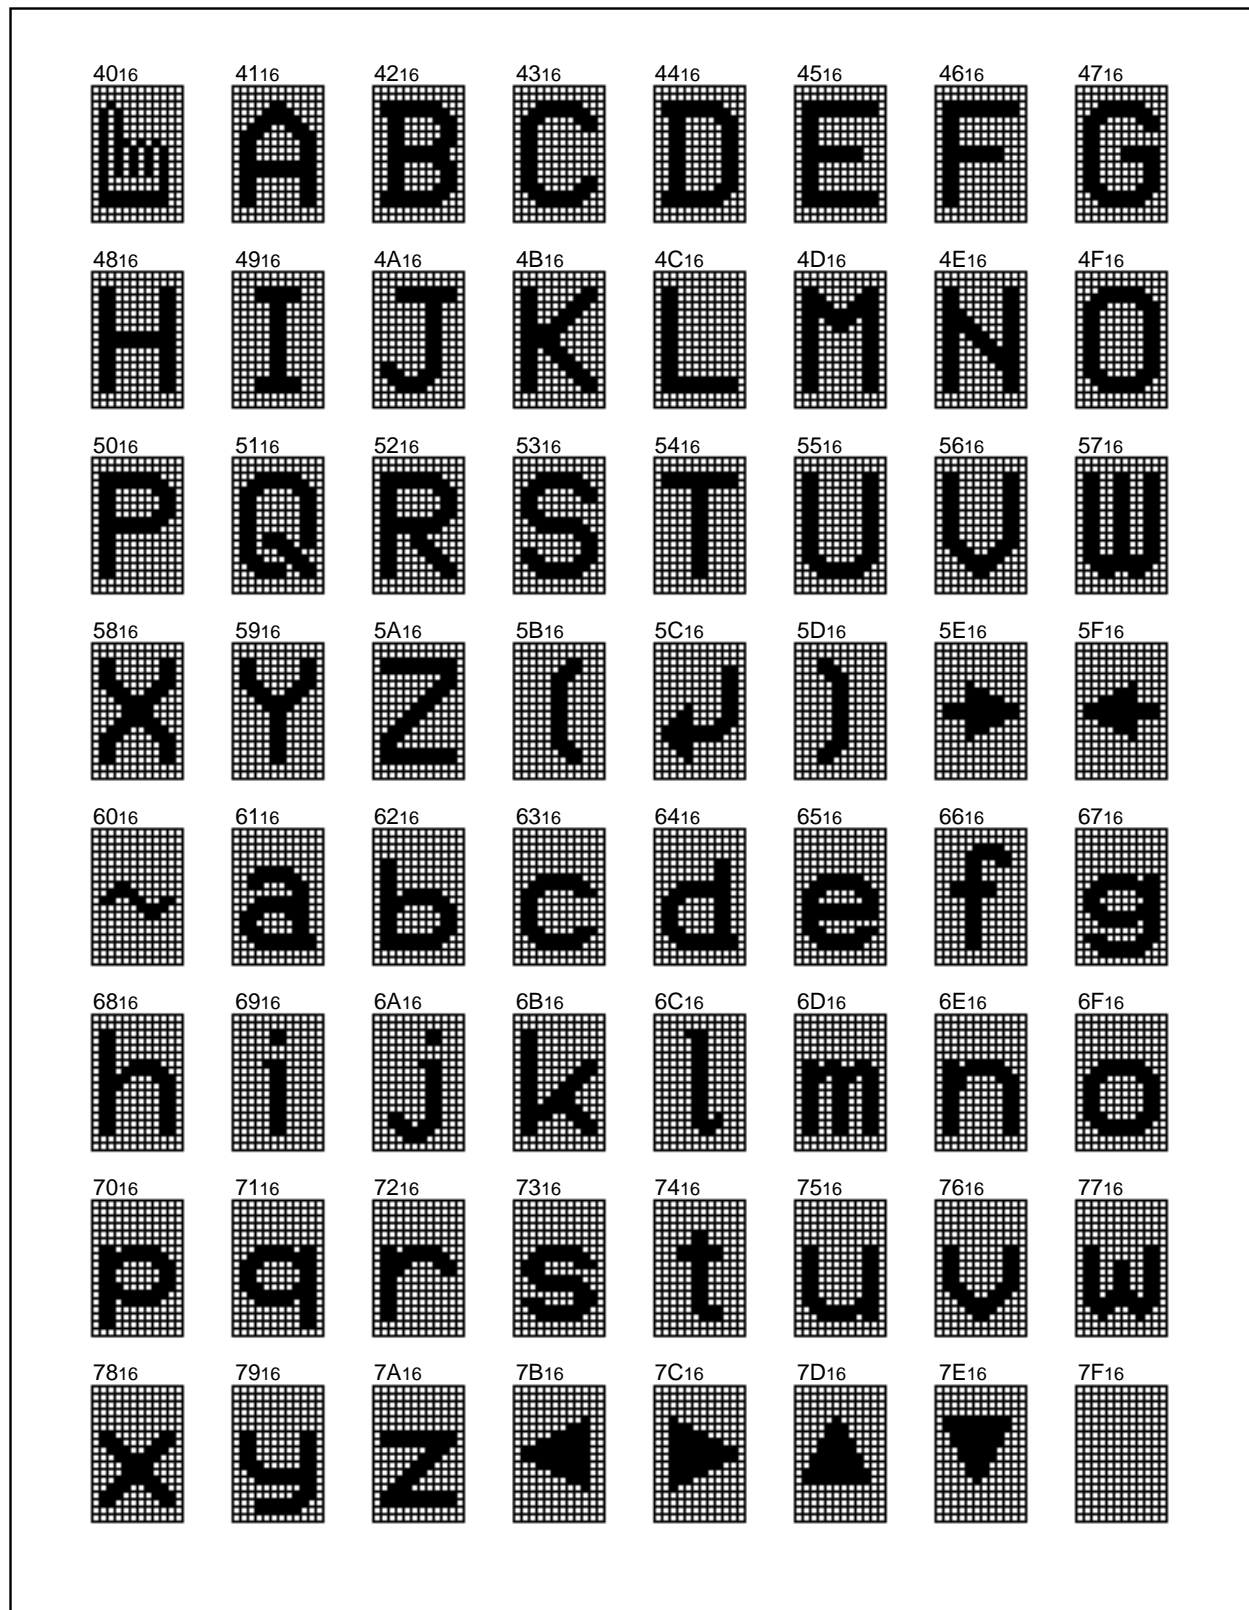 4016 4116 4216 4316 4416 4516 4616 4716
A B C D E F G
4816 4916 4A16 4B16 4C16 4D16 4E16 4F16
H I J K L M N O
5016 5116 5216 5316 5416 5516 5616 5716
P Q R S T U V W
5816 5916 5A16 5B16 5C16 5D16 5E16 5F16
X Y Z ( )
6016 6116 6216 6316 6416 6516 6616 6716
~ a b c d e f g
6816 6916 6A16 6B16 6C16 6D16 6E16 6F16
h i j k l m n o
7016 7116 7216 7316 7416 7516 7616 7716
p q r s t u v w
7816 7916 7A16 7B16 7C16 7D16 7E16 7F16
x y z